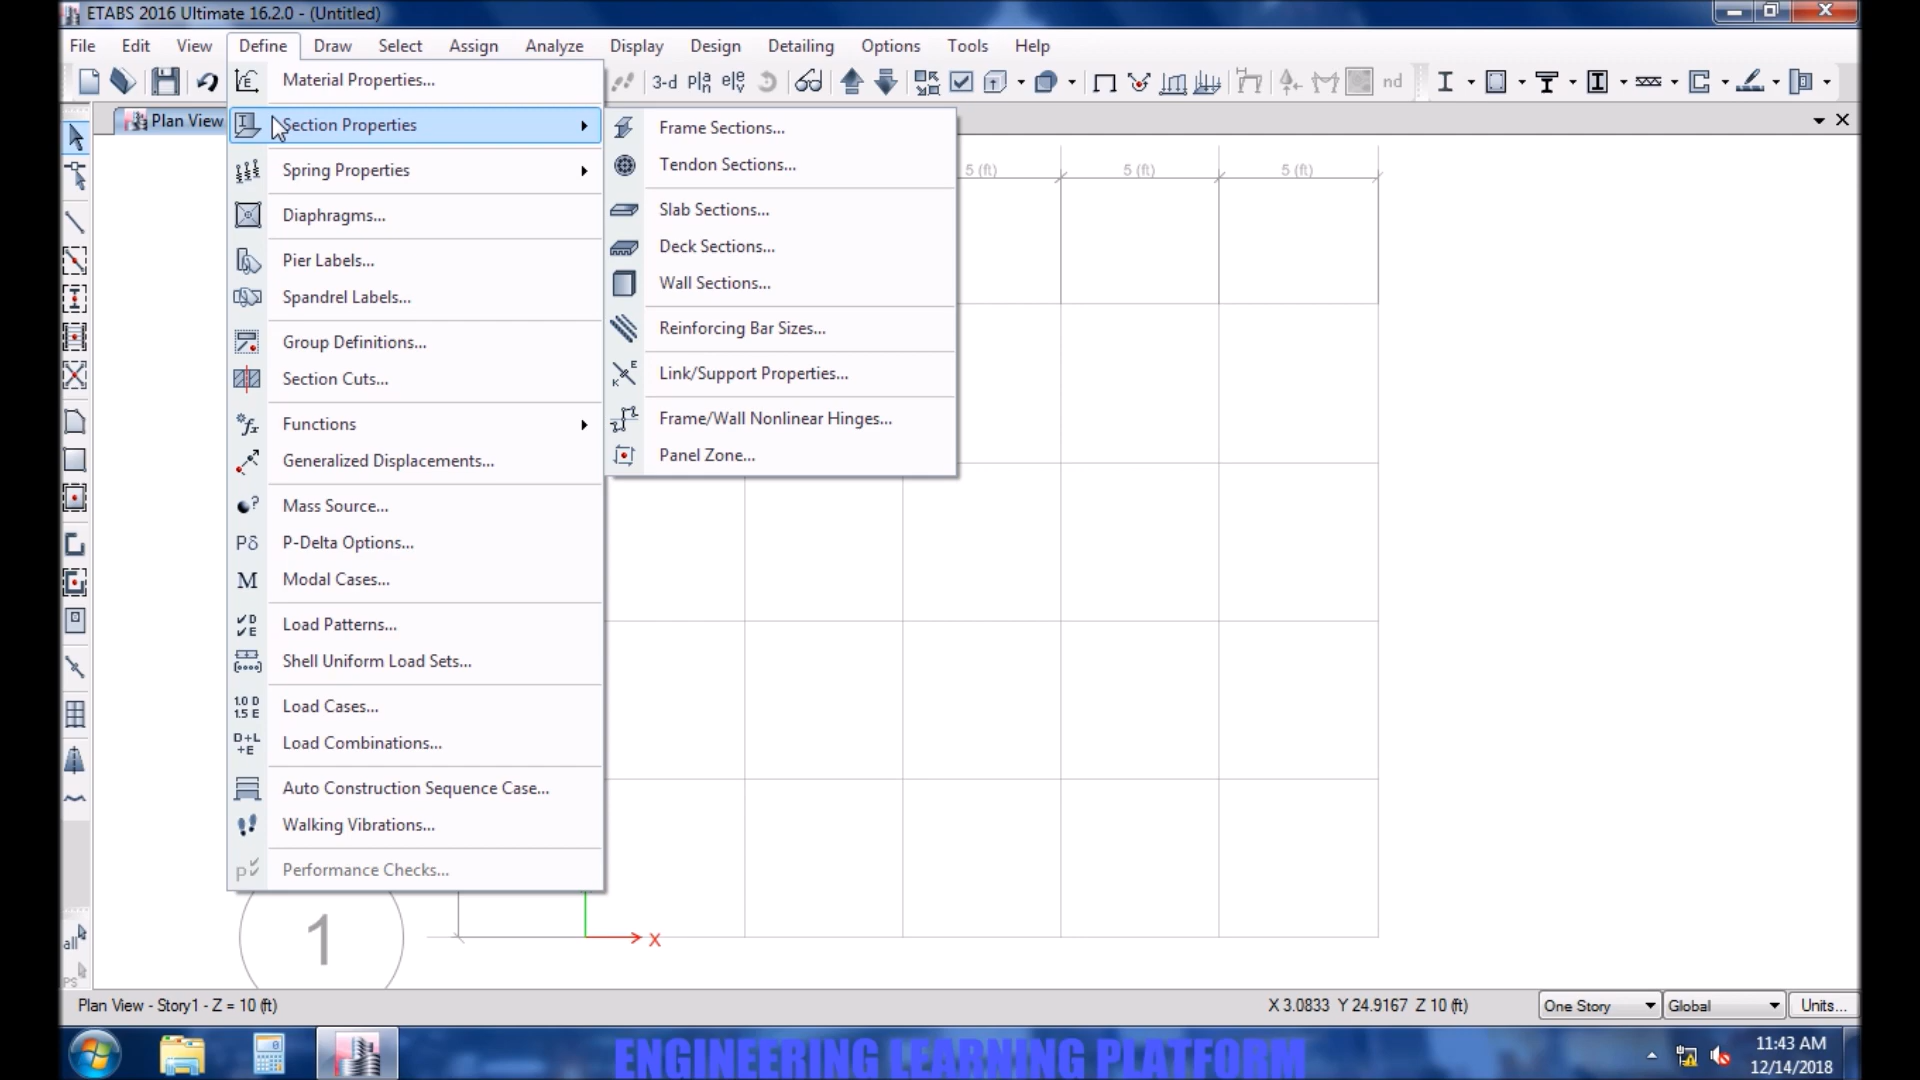 ETABS 2016 Ultimate 16.2.0 - (Untitled)
File Edit View Define Draw Select Assign Analyze Display Design Detailing Options Tools Help
3-d pla ele nd
Plan View
Material Properties...
Section Properties
Spring Properties
Diaphragms...
Pier Labels...
Spandrel Labels...
Group Definitions...
Section Cuts...
Functions
Generalized Displacements...
Mass Source...
Pδ P-Delta Options...
M Modal Cases...
Load Patterns...
Shell Uniform Load Sets...
Load Cases...
Load Combinations...
Auto Construction Sequence Case...
Walking Vibrations...
Performance Checks...
Frame Sections...
Tendon Sections...
Slab Sections...
Deck Sections...
Wall Sections...
Reinforcing Bar Sizes...
Link/Support Properties...
Frame/Wall Nonlinear Hinges...
Panel Zone...
5 (ft) 5 (ft) 5 (ft)
1
X
all
PS
Plan View - Story1 - Z = 10 (ft)
X 3.0833 Y 24.9167 Z 10 (ft)
One Story Global Units...
ENGINEERING LEARNING PLATFORM
11:43 AM
12/14/2018